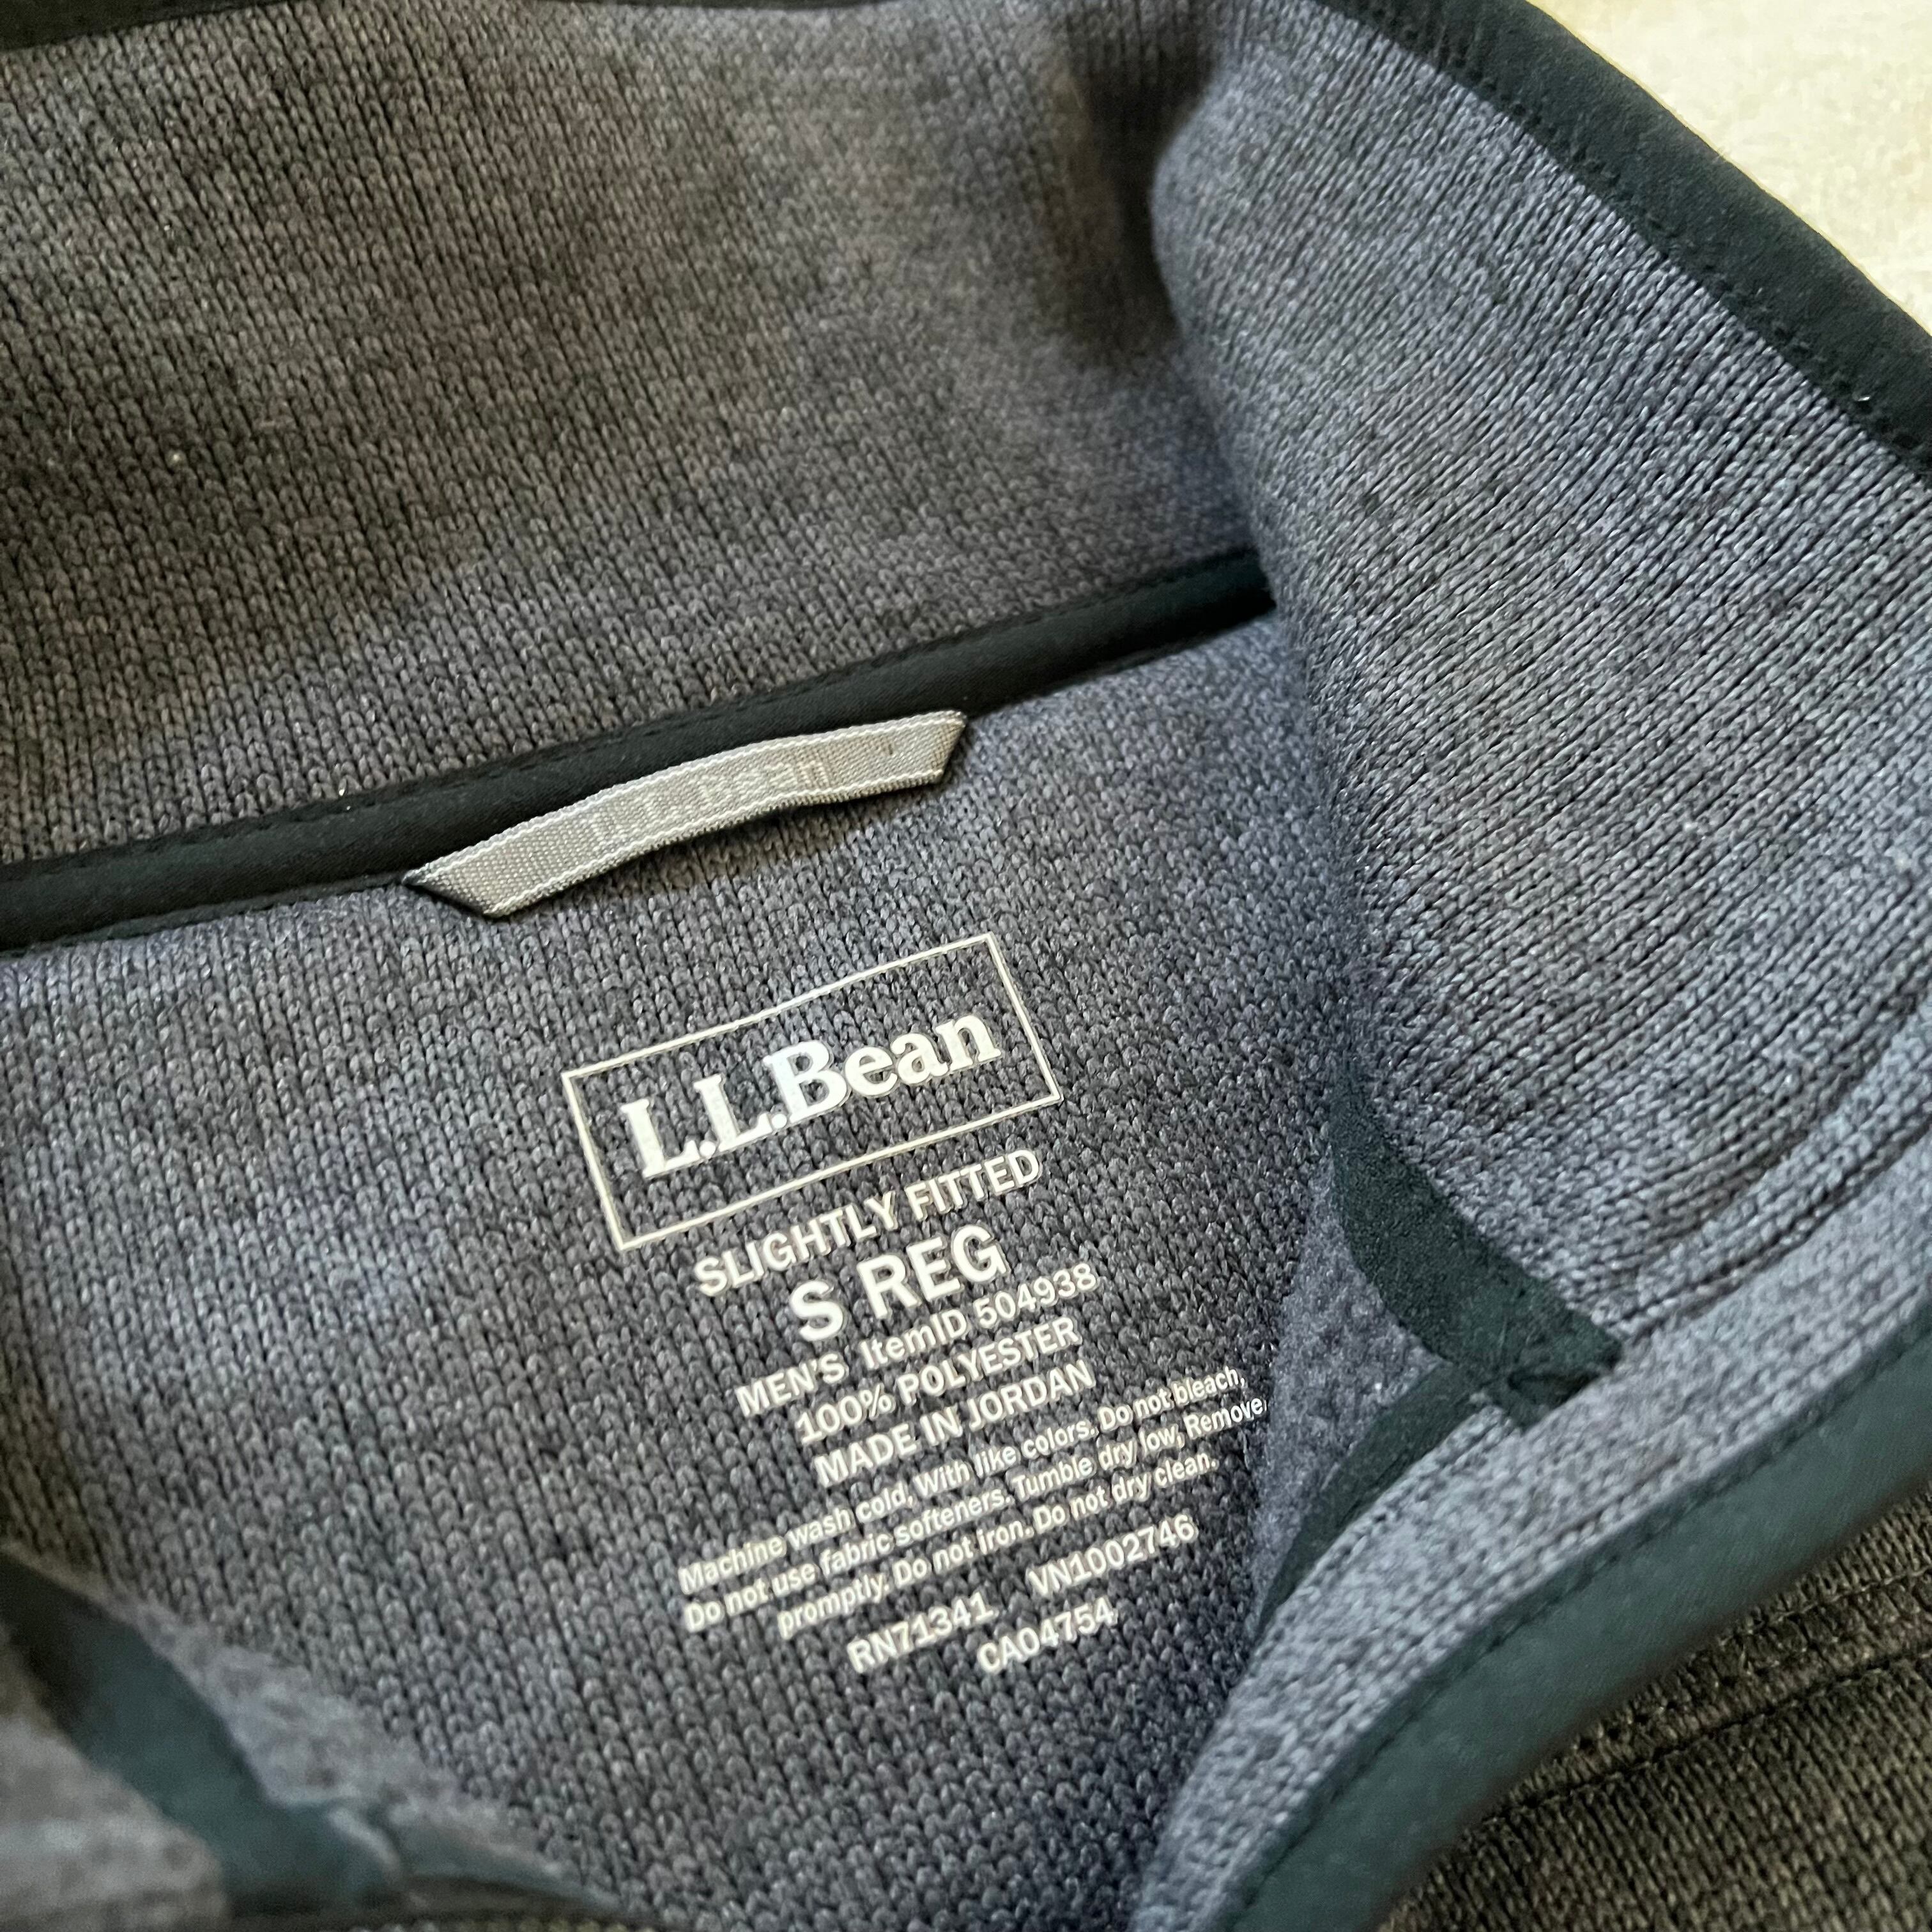 L.L.Bean
L.L.Bean
SLIGHTLY FITTED
S REG
MEN'S ItemID 504938
100% POLYESTER
MADE IN JORDAN
Machine wash cold, With like colors. Do not bleach,
Do not use fabric softeners. Tumble dry low, Remove
promptly. Do not iron. Do not dry clean.
RN71341 VN1002746
CA04754